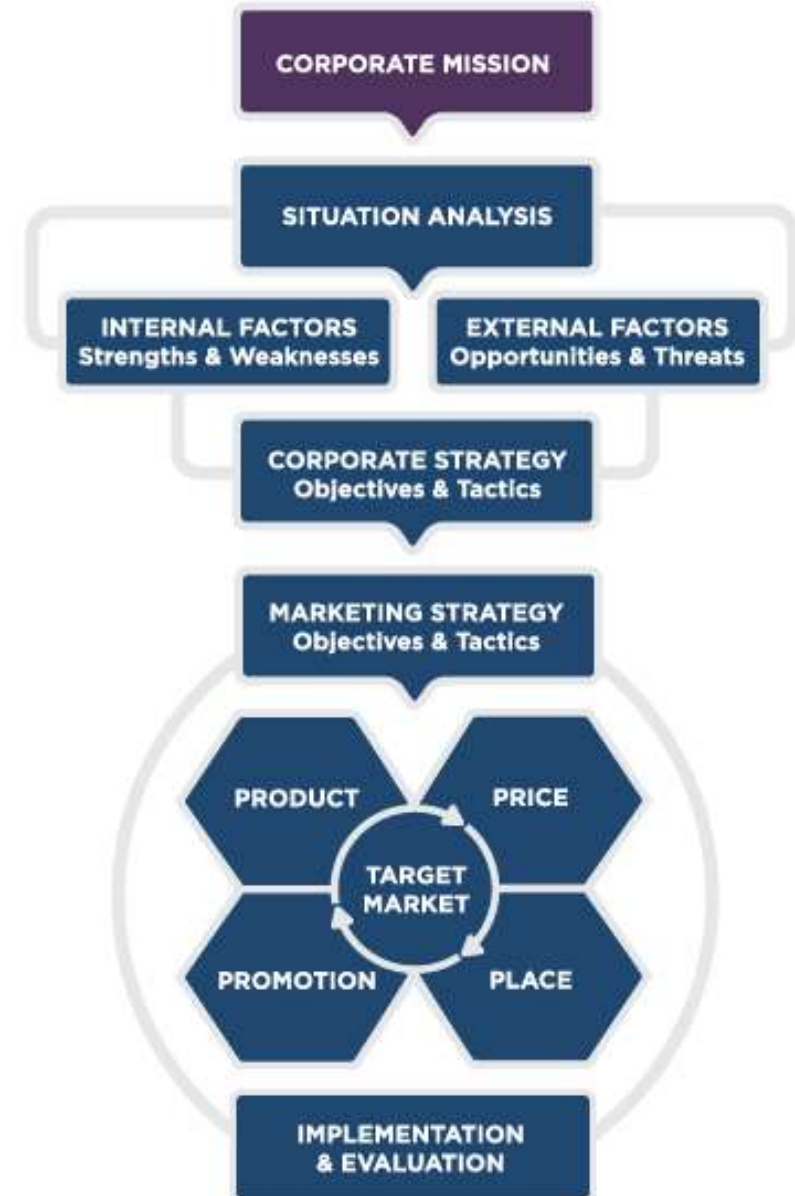 CORPORATE MISSION
SITUATION ANALYSIS
INTERNAL FACTORS
Strengths & Weaknesses
EXTERNAL FACTORS
Opportunities & Threats
CORPORATE STRATEGY
Objectives & Tactics
MARKETING STRATEGY
Objectives & Tactics
PRODUCT
PRICE
TARGET
MARKET
PROMOTION
PLACE
IMPLEMENTATION
& EVALUATION